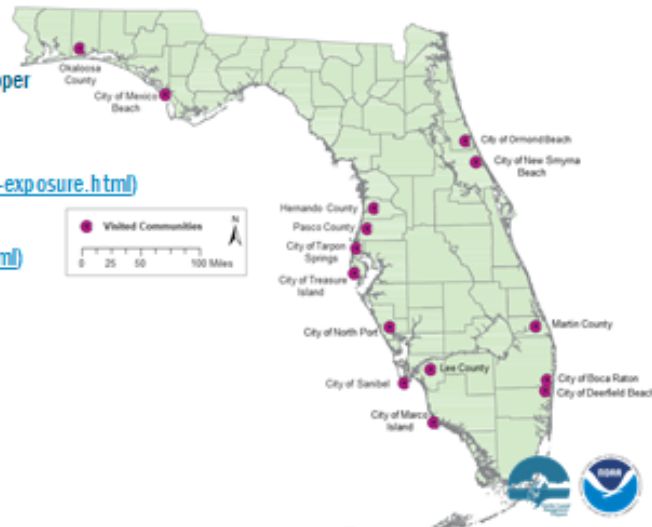 oper
-exposure.html)
ml)
Okaloosa
County
City of Mexico
Beach
City of Ormond Beach
City of New Smyrna
Beach
Visited Communities
N
0 25 50 100 Miles
Hernando County
Pasco County
City of Tarpon
Springs
City of Treasure
Island
City of North Port
Martin County
Lee County
City of Sanibel
City of Boca Raton
City of Deerfield Beach
City of Marco
Island
noaa